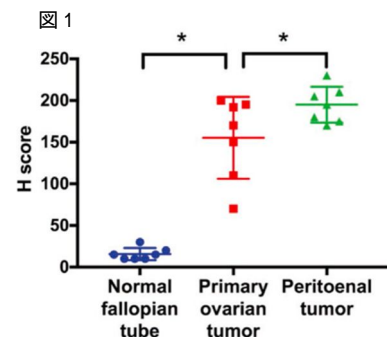 図 1
* *
250
200
150
100
50
0
H score
Normal fallopian tube
Primary ovarian tumor
Peritoenal tumor